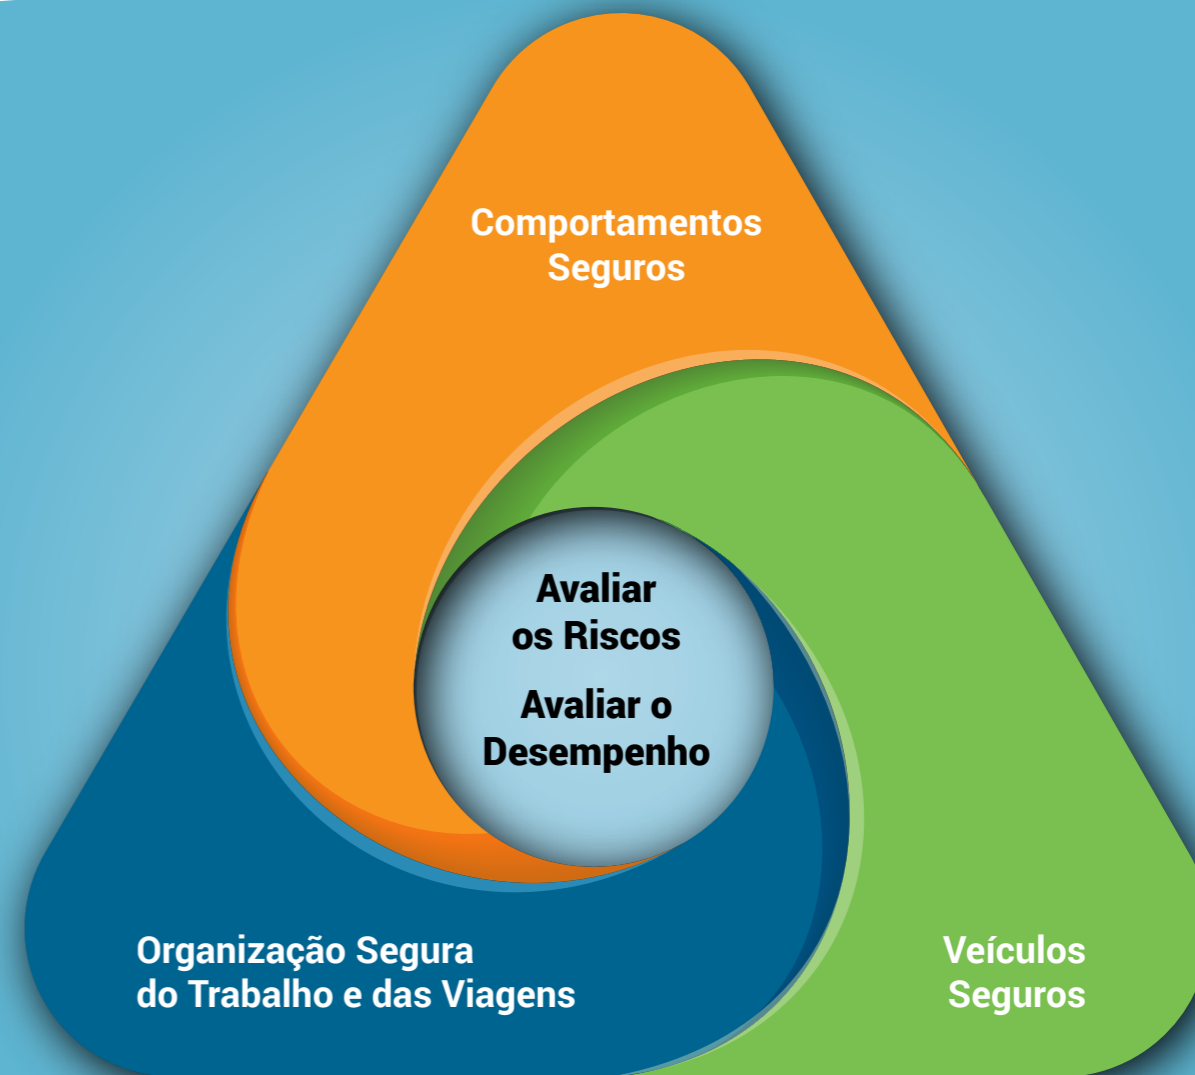 Comportamentos
Seguros
Avaliar
os Riscos
Avaliar o
Desempenho
Organização Segura
do Trabalho e das Viagens
Veículos
Seguros